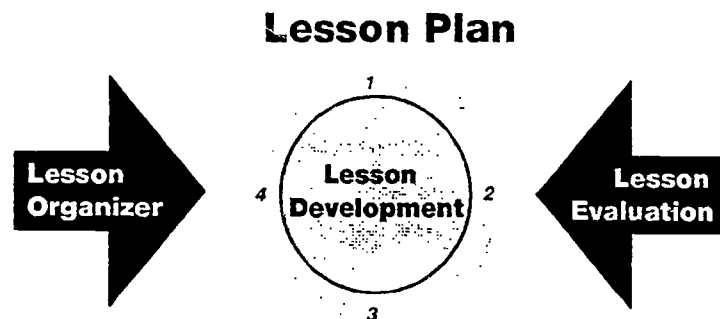 Lesson Plan
1
Lesson
Organizer
4
Lesson
Development
2
Lesson
Evaluation
3